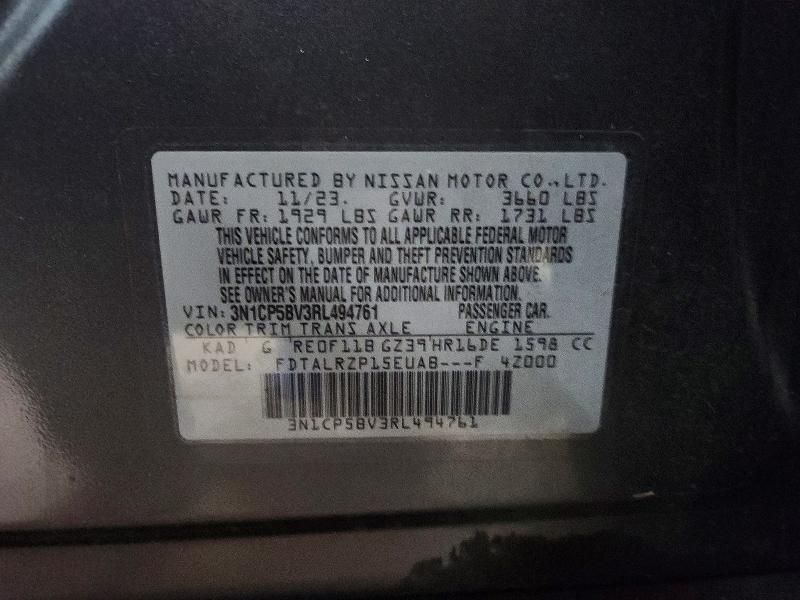 MANUFACTURED BY NISSAN MOTOR CO.,LTD.
DATE: 11/23. GVWR: 3660 LBS
GAWR FR: 1929 LBS GAWR RR: 1731 LBS
THIS VEHICLE CONFORMS TO ALL APPLICABLE FEDERAL MOTOR
VEHICLE SAFETY, BUMPER AND THEFT PREVENTION STANDARDS
IN EFFECT ON THE DATE OF MANUFACTURE SHOWN ABOVE.
SEE OWNER'S MANUAL FOR ADDITIONAL INFORMATION.
VIN: 3N1CP5BV3RL494761 PASSENGER CAR.
COLOR TRIM TRANS AXLE ENGINE
KAD G RE0F11B GZ39 HR16DE 1598 CC
MODEL: FDTALRZP15EUAB---F 4Z000
3N1CP5BV3RL494761